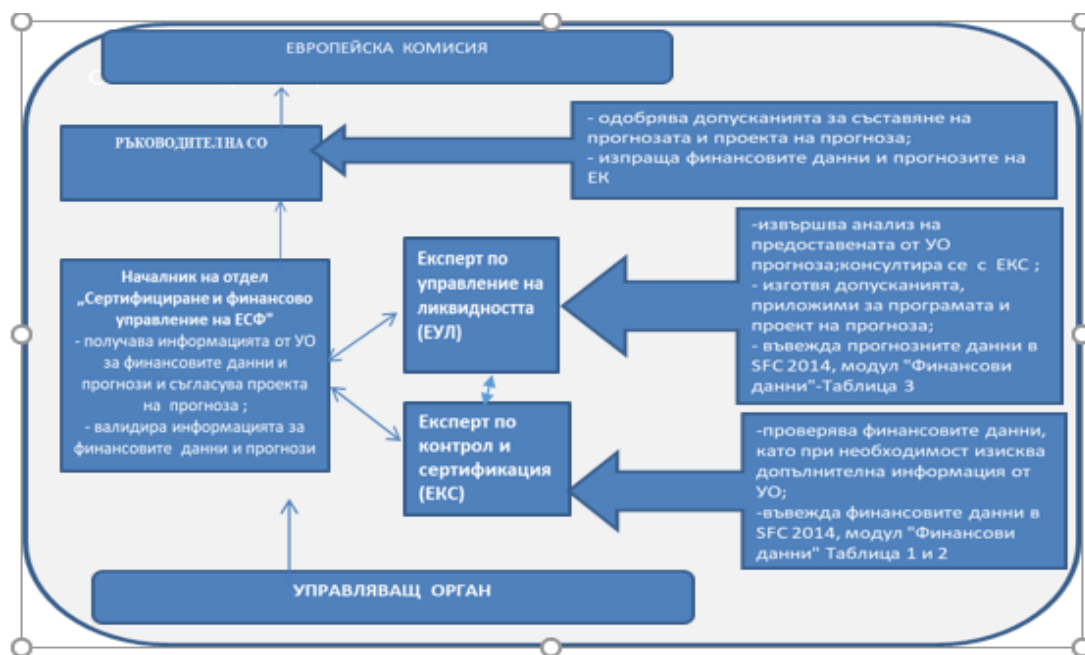 ЕВРОПЕЙСКА КОМИСИЯ
РЪКОВОДИТЕЛ НА СО
- одобрява допусканията за съставяне на
прогнозата и проекта на прогноза;
- изпраща финансовите данни и прогнозите на
ЕК
Началник на отдел
„Сертифициране и финансово
управление на ЕСФ"
- получава информацията от УО
за финансовите данни и
прогнози и съгласува проекта
на прогноза ;
- валидира информацията за
финансовите данни и прогнози
Експерт по
управление на
ликвидността
(ЕУЛ)
-извършва анализ на
предоставената от УО
прогноза;консултира се с ЕКС ;
- изготвя допусканията,
приложими за програмата и
проект на прогноза;
- въвежда прогнозните данни в
SFC 2014, модул "Финансови
данни"-Таблица 3
Експерт по
контрол и
сертификация
(ЕКС)
-проверява финансовите данни,
като при необходимост изисква
допълнителна информация от
УО;
-въвежда финансовите данни в
SFC 2014, модул "Финансови
данни" Таблица 1 и 2
УПРАВЛЯВАЩ ОРГАН